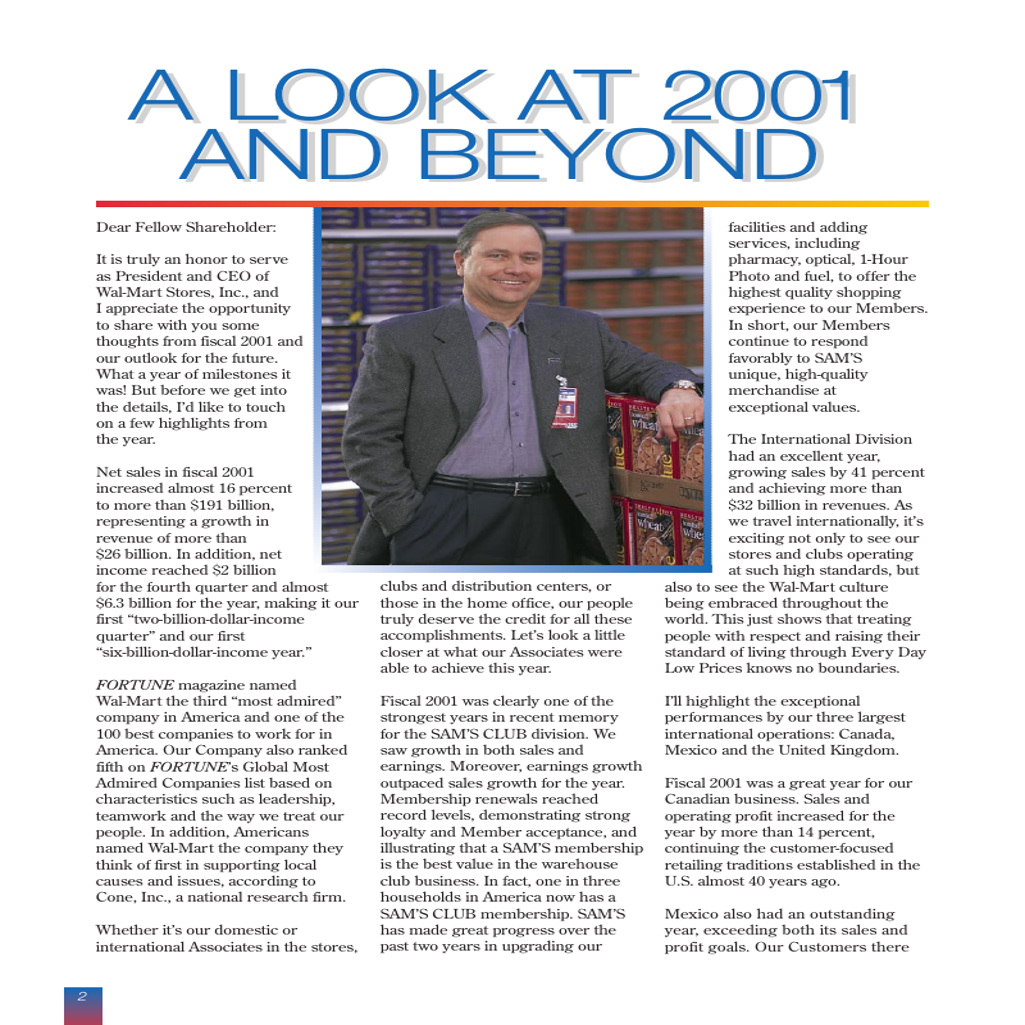 A LOOK AT 2001
AND BEYOND
Dear Fellow Shareholder:
It is truly an honor to serve
as President and CEO of
Wal-Mart Stores, Inc., and
I appreciate the opportunity
to share with you some
thoughts from fiscal 2001 and
our outlook for the future.
What a year of milestones it
was! But before we get into
the details, I’d like to touch
on a few highlights from
the year.
Net sales in fiscal 2001
increased almost 16 percent
to more than $191 billion,
representing a growth in
revenue of more than
$26 billion. In addition, net
income reached $2 billion
for the fourth quarter and almost
$6.3 billion for the year, making it our
first “two-billion-dollar-income
quarter” and our first
“six-billion-dollar-income year.”
FORTUNE magazine named
Wal-Mart the third “most admired”
company in America and one of the
100 best companies to work for in
America. Our Company also ranked
fifth on FORTUNE’s Global Most
Admired Companies list based on
characteristics such as leadership,
teamwork and the way we treat our
people. In addition, Americans
named Wal-Mart the company they
think of first in supporting local
causes and issues, according to
Cone, Inc., a national research firm.
Whether it’s our domestic or
international Associates in the stores,
clubs and distribution centers, or
those in the home office, our people
truly deserve the credit for all these
accomplishments. Let’s look a little
closer at what our Associates were
able to achieve this year.
Fiscal 2001 was clearly one of the
strongest years in recent memory
for the SAM’S CLUB division. We
saw growth in both sales and
earnings. Moreover, earnings growth
outpaced sales growth for the year.
Membership renewals reached
record levels, demonstrating strong
loyalty and Member acceptance, and
illustrating that a SAM’S membership
is the best value in the warehouse
club business. In fact, one in three
households in America now has a
SAM’S CLUB membership. SAM’S
has made great progress over the
past two years in upgrading our
facilities and adding
services, including
pharmacy, optical, 1-Hour
Photo and fuel, to offer the
highest quality shopping
experience to our Members.
In short, our Members
continue to respond
favorably to SAM’S
unique, high-quality
merchandise at
exceptional values.
The International Division
had an excellent year,
growing sales by 41 percent
and achieving more than
$32 billion in revenues. As
we travel internationally, it’s
exciting not only to see our
stores and clubs operating
at such high standards, but
also to see the Wal-Mart culture
being embraced throughout the
world. This just shows that treating
people with respect and raising their
standard of living through Every Day
Low Prices knows no boundaries.
I’ll highlight the exceptional
performances by our three largest
international operations: Canada,
Mexico and the United Kingdom.
Fiscal 2001 was a great year for our
Canadian business. Sales and
operating profit increased for the
year by more than 14 percent,
continuing the customer-focused
retailing traditions established in the
U.S. almost 40 years ago.
Mexico also had an outstanding
year, exceeding both its sales and
profit goals. Our Customers there
2